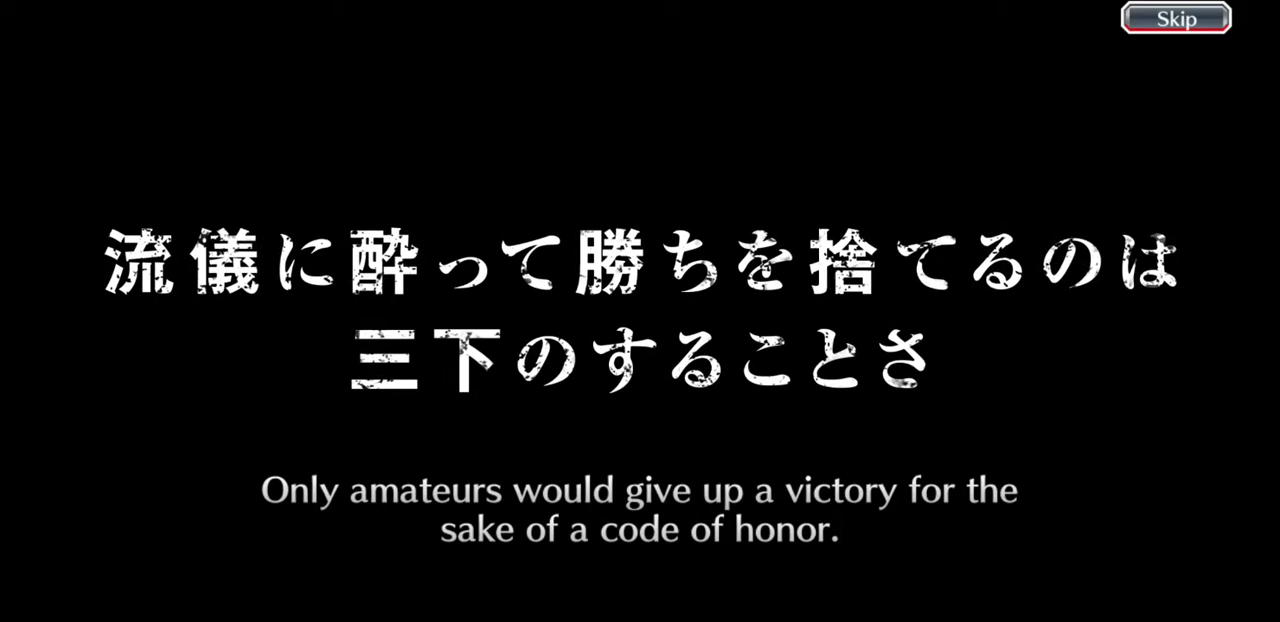 Skip
流儀に酔って勝ちを捨てるのは
三下のすることさ
Only amateurs would give up a victory for the
sake of a code of honor.